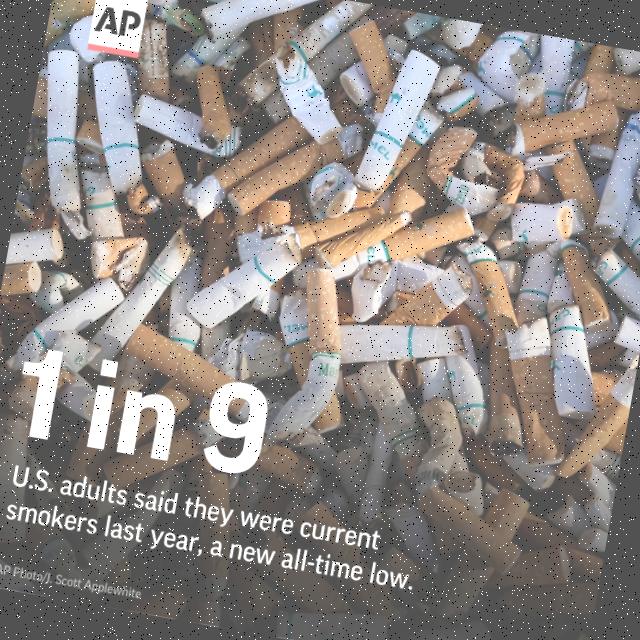 AP
1 in 9
U.S. adults said they were current
smokers last year, a new all-time low.
AP Photo/J. Scott Applewhite